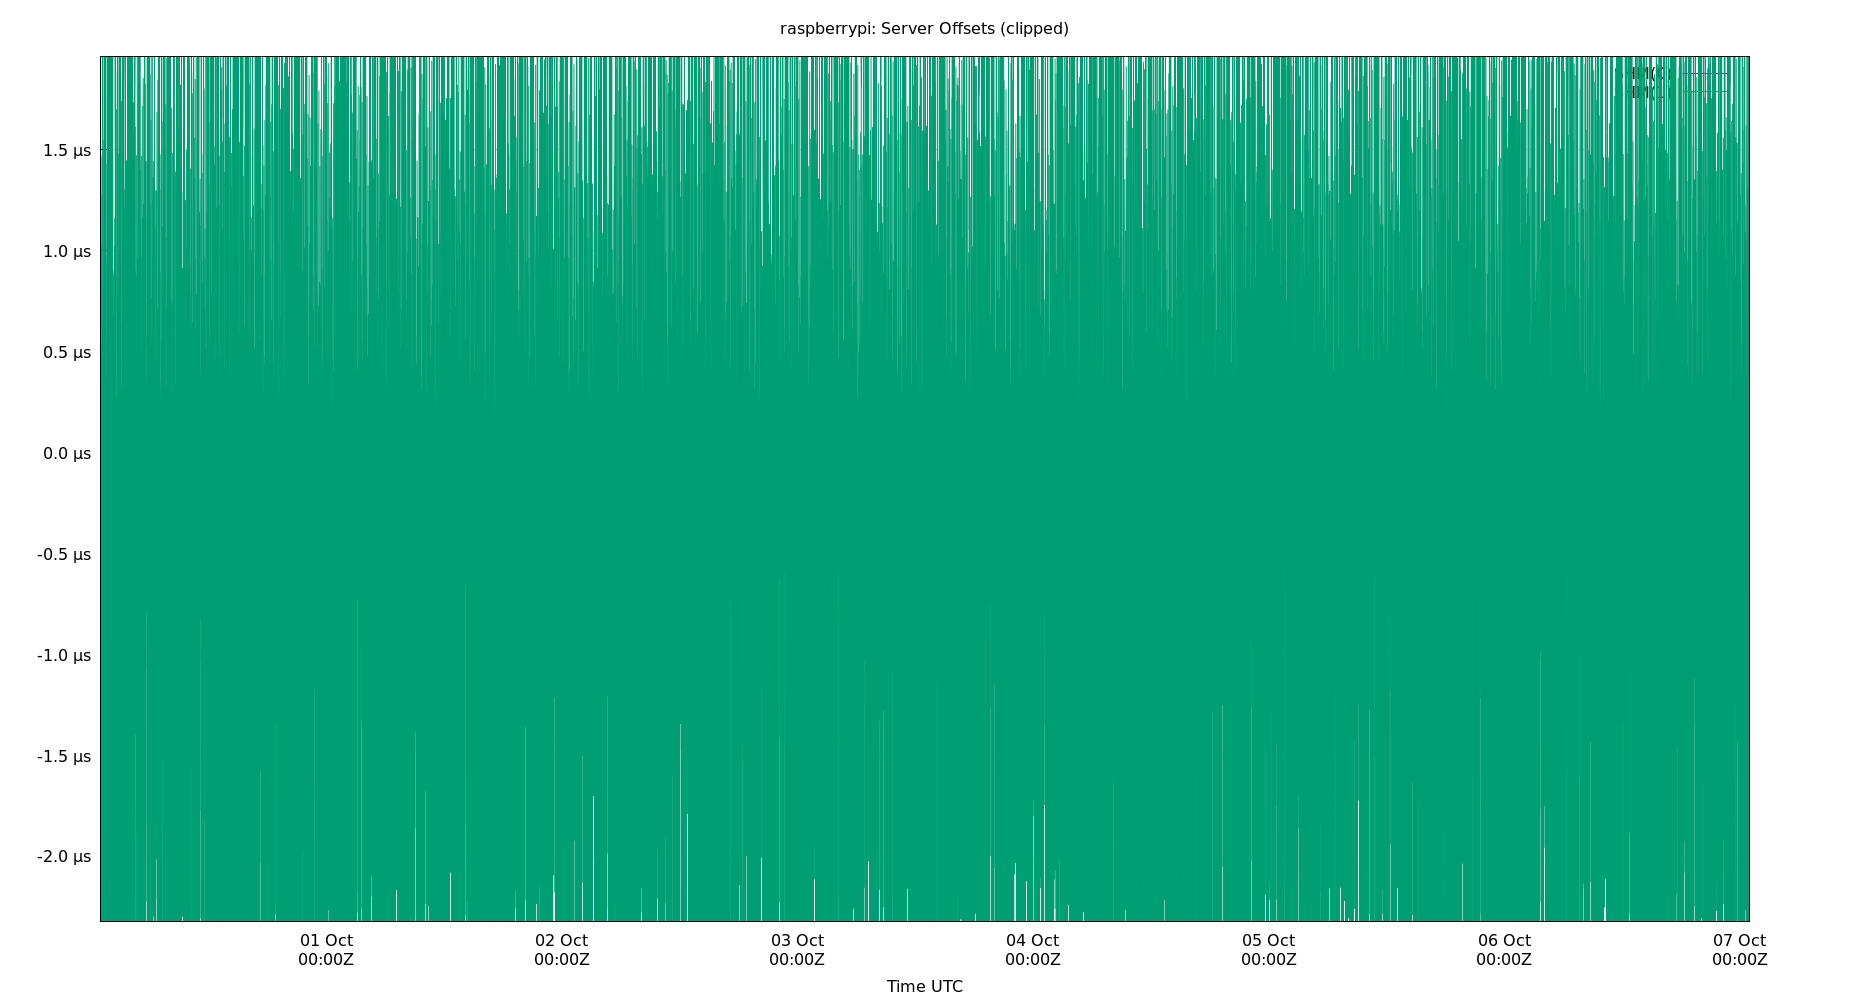 raspberrypi: Server Offsets (clipped)
1.5 µs
1.0 µs
0.5 µs
0.0 µs
-0.5 µs
-1.0 µs
-1.5 µs
-2.0 µs
01 Oct
00:00Z
02 Oct
00:00Z
03 Oct
00:00Z
04 Oct
00:00Z
05 Oct
00:00Z
06 Oct
00:00Z
07 Oct
00:00Z
Time UTC